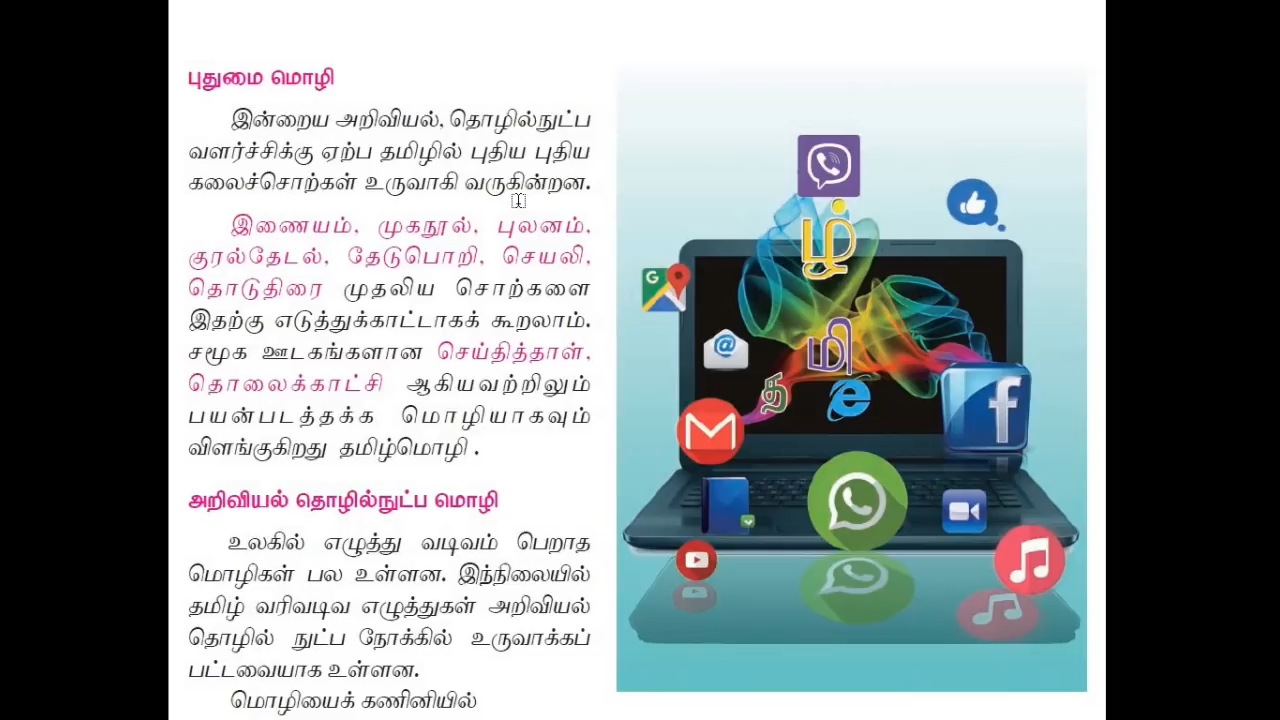 புதுமை மொழி
இன்றைய அறிவியல், தொழில்நுட்ப
வளர்ச்சிக்கு ஏற்ப தமிழில் புதிய புதிய
கலைச்சொற்கள் உருவாகி வருகின்றன.
இணையம், முகநூல், புலனம்,
குரல்தேடல், தேடுபொறி, செயலி,
தொடுதிரை முதலிய சொற்களை
இதற்கு எடுத்துக்காட்டாகக் கூறலாம்.
சமூக ஊடகங்களான செய்தித்தாள்,
தொலைக்காட்சி ஆகியவற்றிலும்
பயன்படத்தக்க மொழியாகவும்
விளங்குகிறது தமிழ்மொழி .
அறிவியல் தொழில்நுட்ப மொழி
உலகில் எழுத்து வடிவம் பெறாத
மொழிகள் பல உள்ளன. இந்நிலையில்
தமிழ் வரிவடிவ எழுத்துகள் அறிவியல்
தொழில் நுட்ப நோக்கில் உருவாக்கப்
பட்டவையாக உள்ளன.
மொழியைக் கணினியில்
ழ்
மி
த
G
@
f